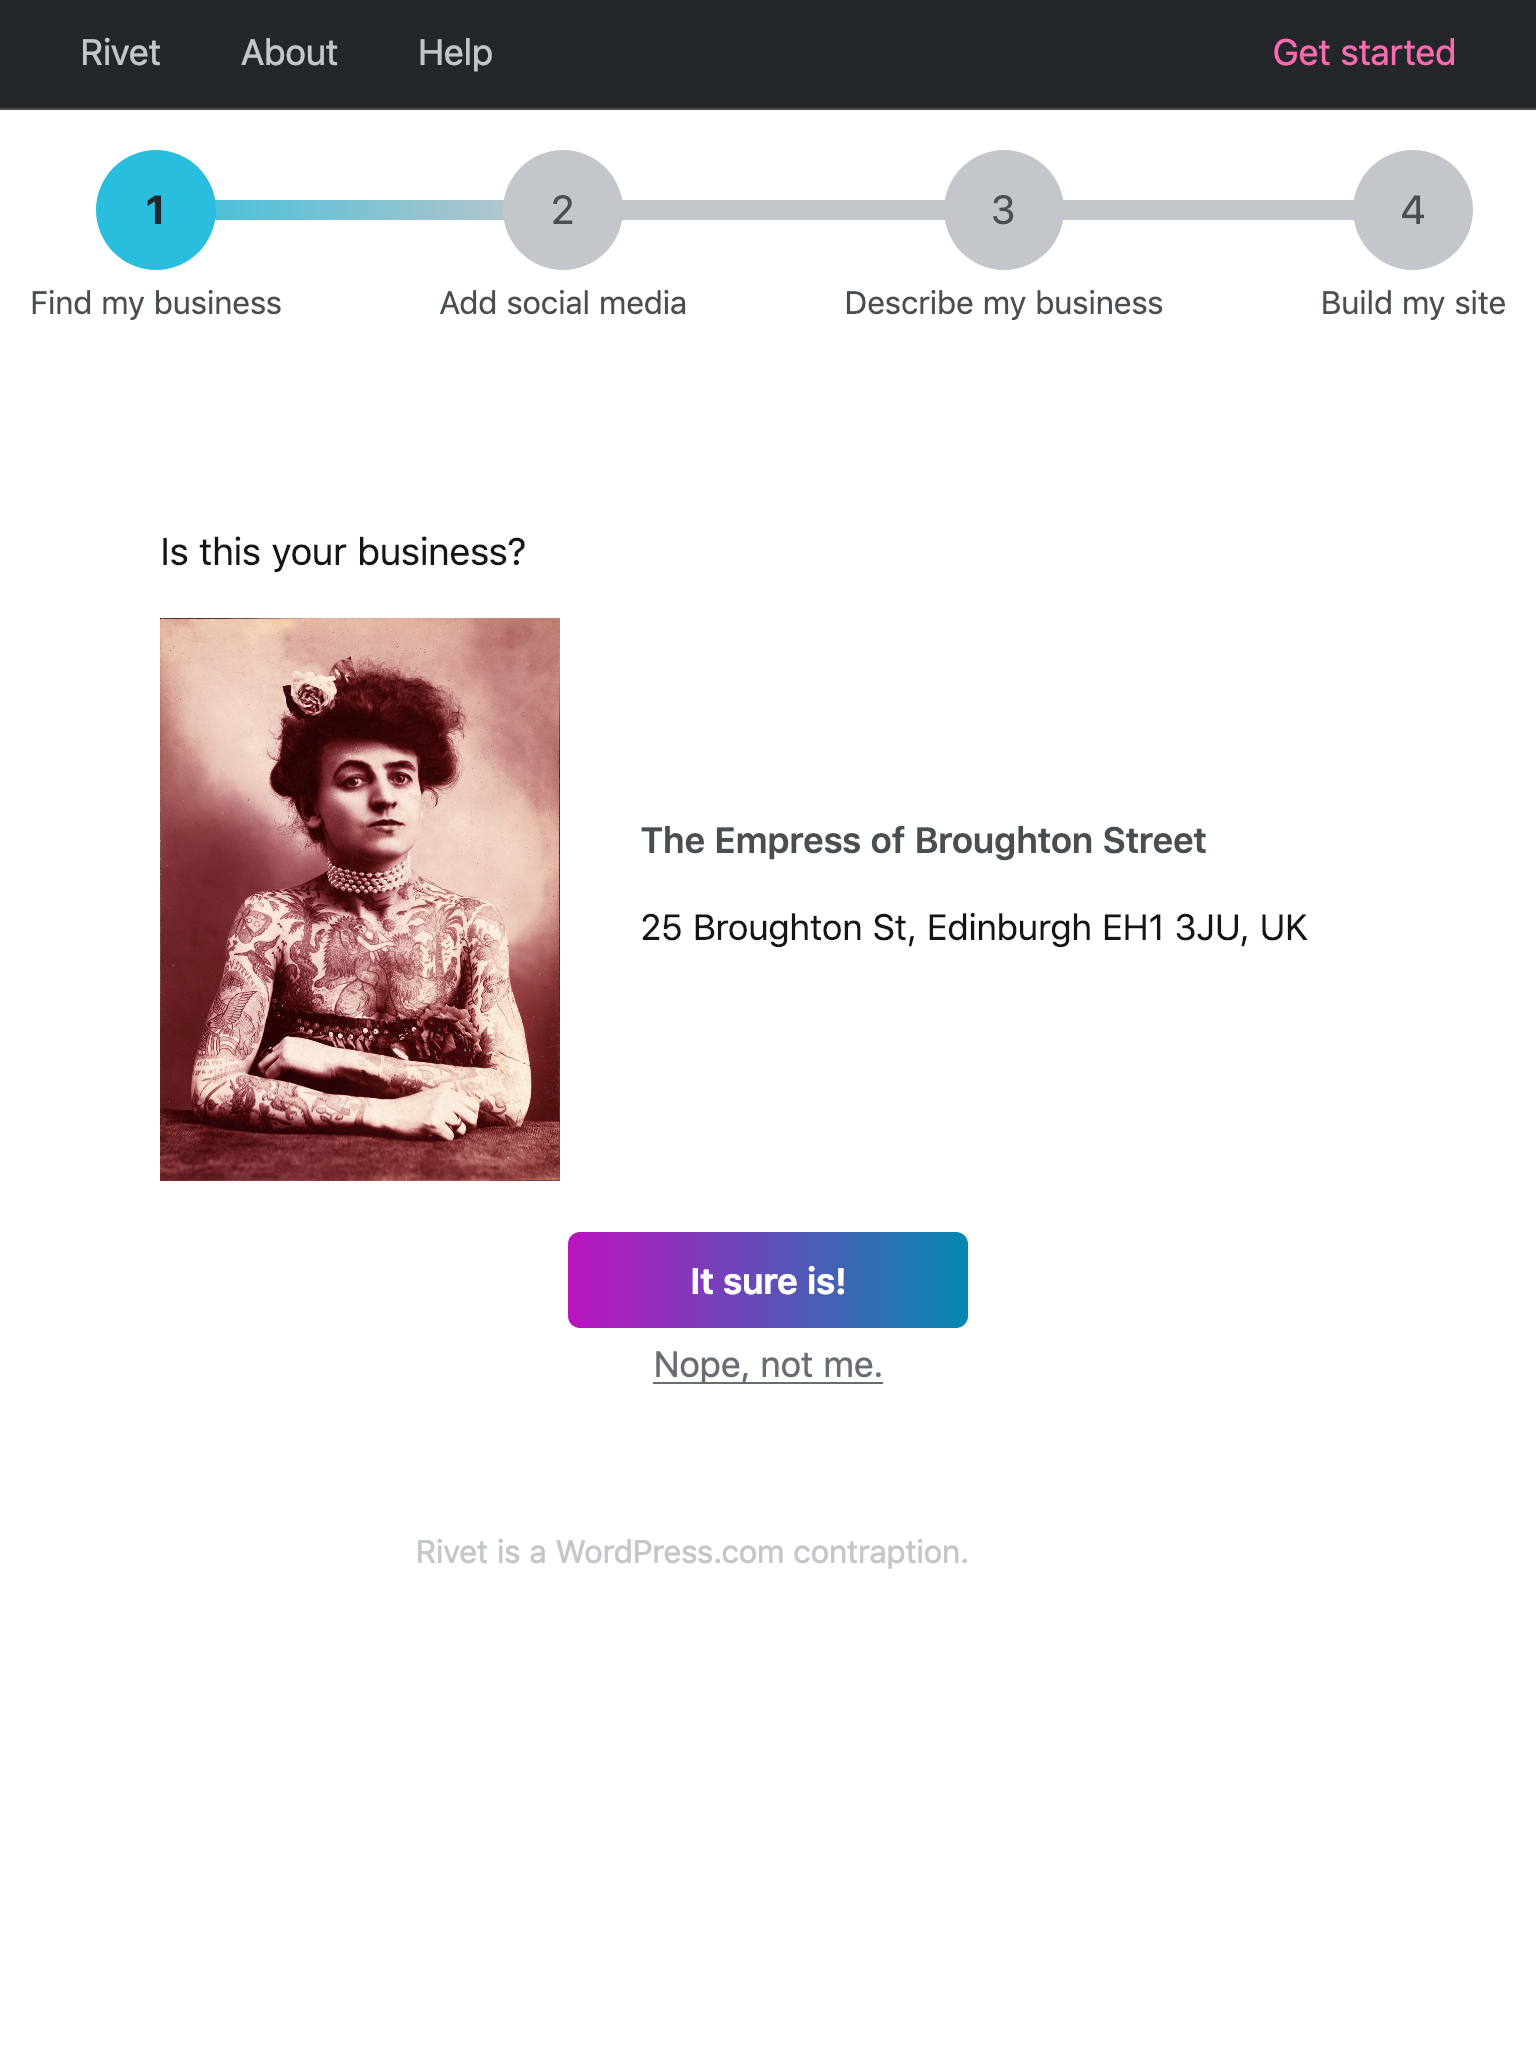 Rivet About Help Get started
1 2 3 4
Find my business Add social media Describe my business Build my site
Is this your business?
The Empress of Broughton Street
25 Broughton St, Edinburgh EH1 3JU, UK
It sure is!
Nope, not me.
Rivet is a WordPress.com contraption.